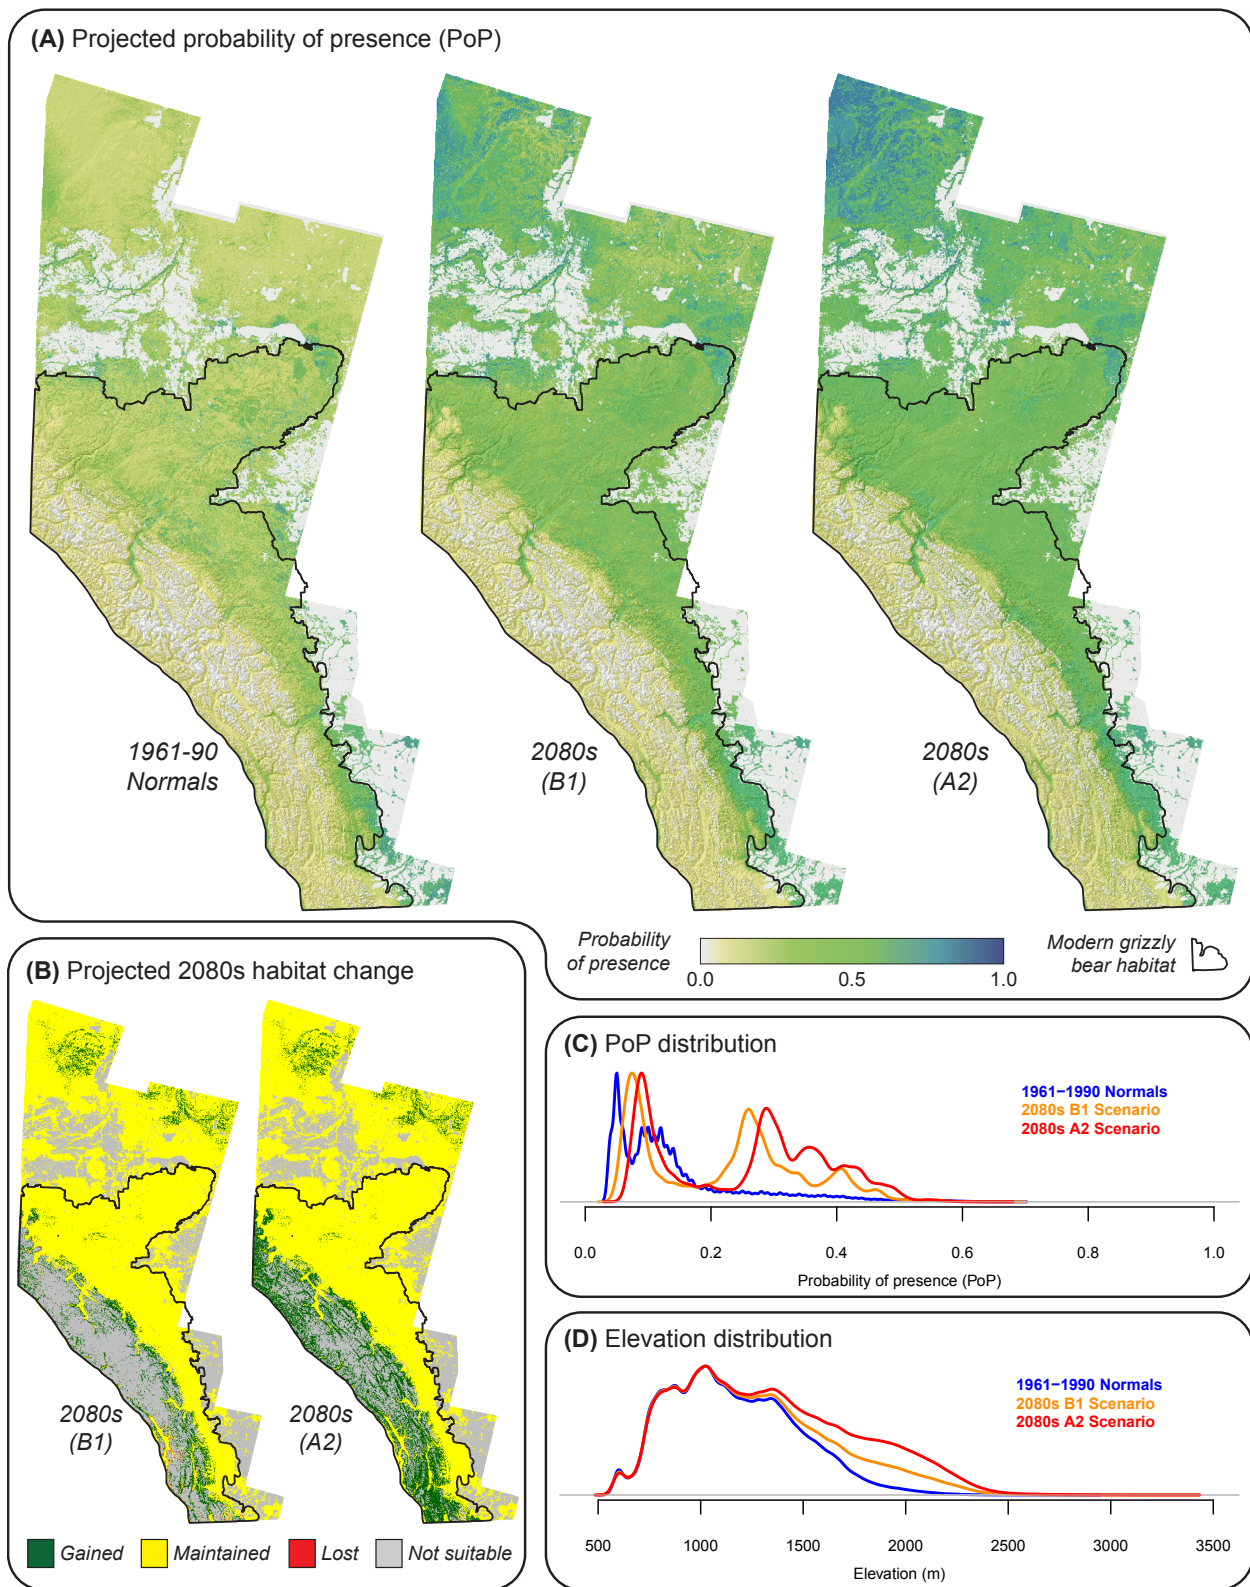 (A) Projected probability of presence (PoP)
1961-90
Normals
2080s
(B1)
2080s
(A2)
Probability
of presence
0.0
0.5
1.0
Modern grizzly
bear habitat
(B) Projected 2080s habitat change
2080s
(B1)
2080s
(A2)
Gained
Maintained
Lost
Not suitable
(C) PoP distribution
1961−1990 Normals
2080s B1 Scenario
2080s A2 Scenario
0.0
0.2
0.4
0.6
0.8
1.0
Probability of presence (PoP)
(D) Elevation distribution
1961−1990 Normals
2080s B1 Scenario
2080s A2 Scenario
500
1000
1500
2000
2500
3000
3500
Elevation (m)